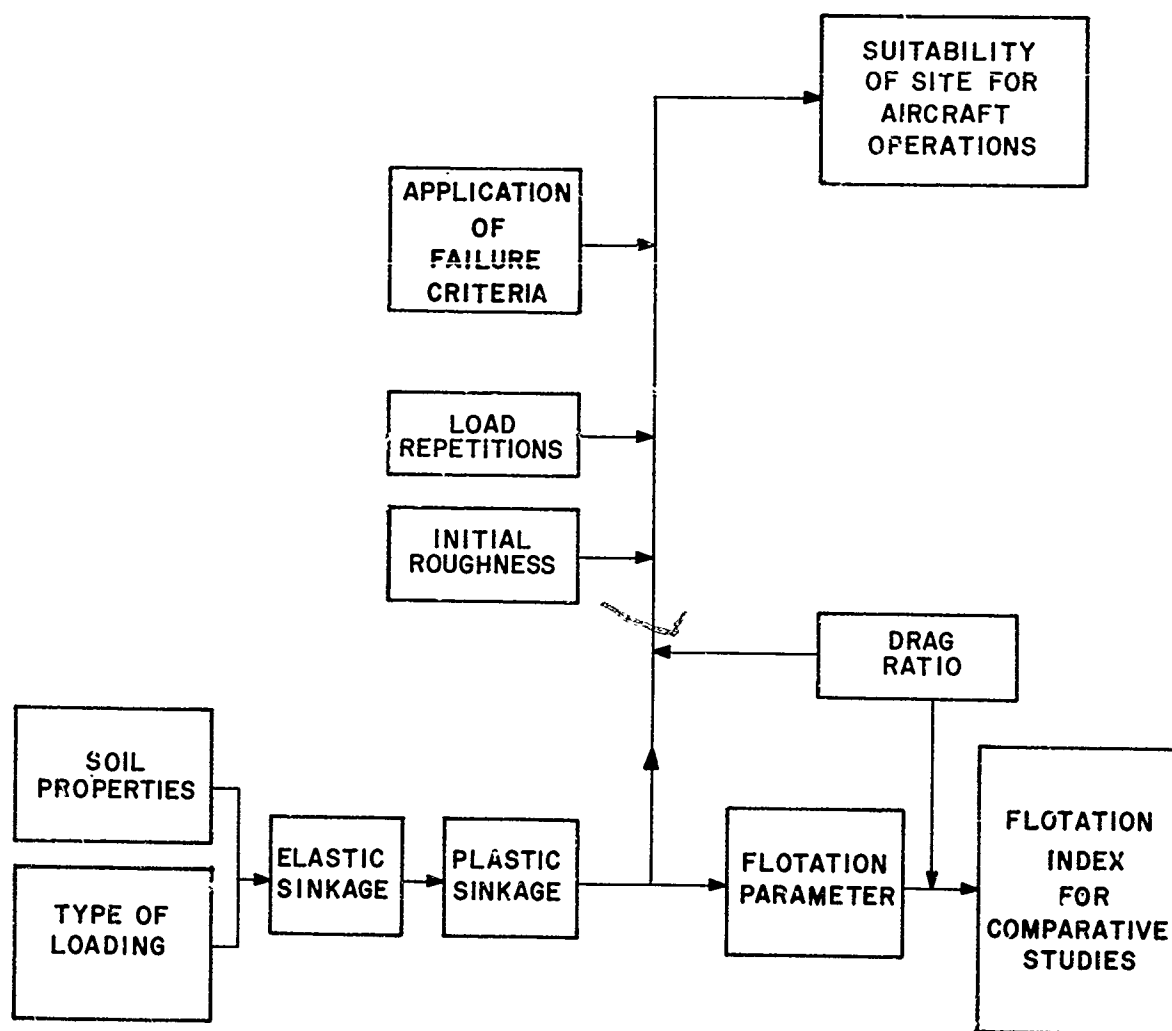 SUITABILITY
OF SITE FOR
AIRCRAFT
OPERATIONS
APPLICATION
OF
FAILURE
CRITERIA
LOAD
REPETITIONS
INITIAL
ROUGHNESS
DRAG
RATIO
SOIL
PROPERTIES
TYPE OF
LOADING
ELASTIC
SINKAGE
PLASTIC
SINKAGE
FLOTATION
PARAMETER
FLOTATION
INDEX
FOR
COMPARATIVE
STUDIES